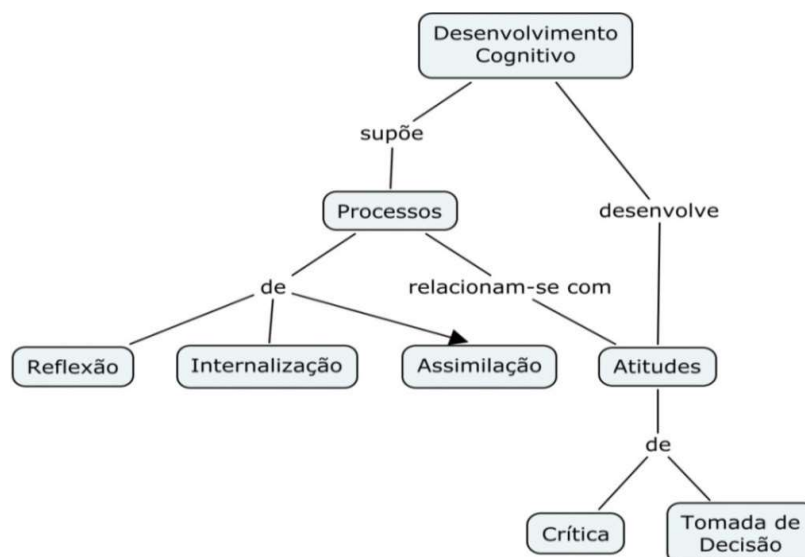 Desenvolvimento
Cognitivo
supõe
desenvolve
Processos
de
relacionam-se com
Reflexão
Internalização
Assimilação
Atitudes
de
Crítica
Tomada de
Decisão